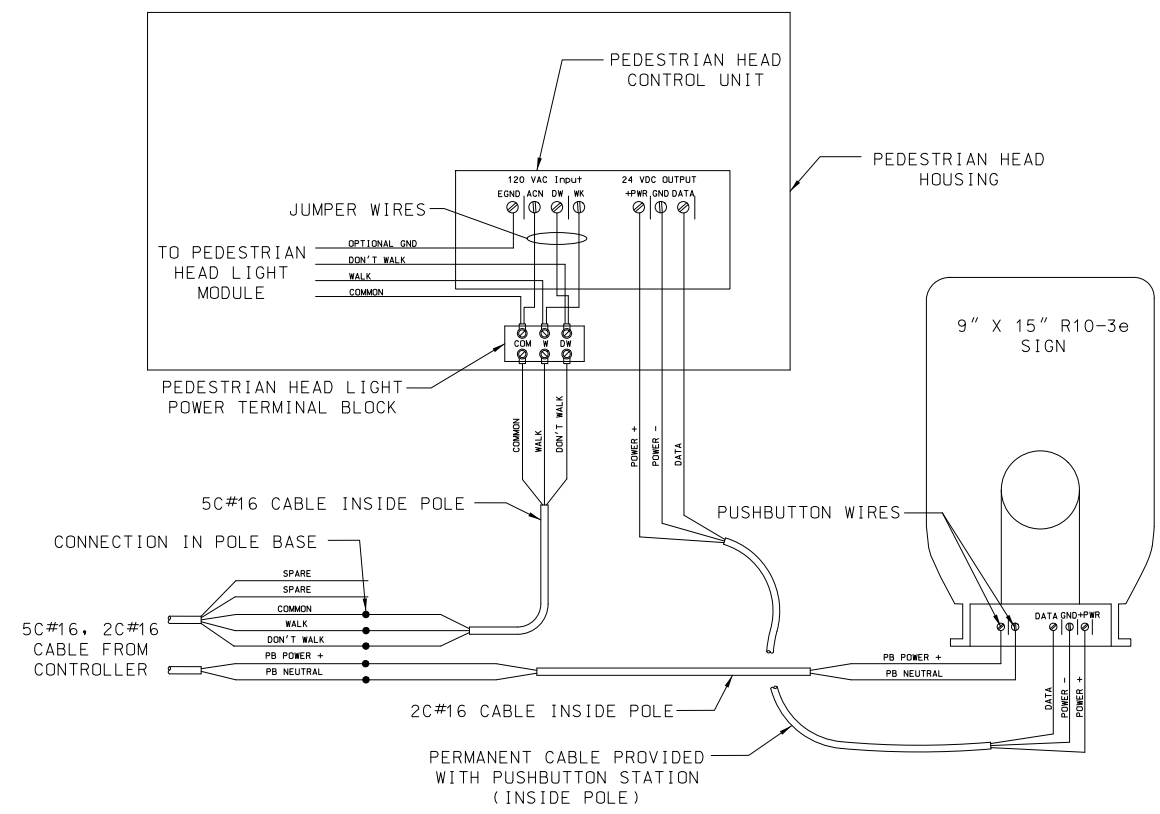 PEDESTRIAN HEAD
CONTROL UNIT
PEDESTRIAN HEAD
HOUSING
120 VAC Input
24 VDC OUTPUT
EGND ACN DW WK
+PWR GND DATA
JUMPER WIRES
TO PEDESTRIAN
HEAD LIGHT
MODULE
OPTIONAL GND
DON'T WALK
WALK
COMMON
COM W DW
PEDESTRIAN HEAD LIGHT
POWER TERMINAL BLOCK
9" X 15" R10-3e
SIGN
COMMON
WALK
DON'T WALK
POWER +
POWER -
DATA
5C#16 CABLE INSIDE POLE
PUSHBUTTON WIRES
CONNECTION IN POLE BASE
SPARE
SPARE
COMMON
WALK
DON'T WALK
PB POWER +
PB NEUTRAL
5C#16, 2C#16
CABLE FROM
CONTROLLER
DATA GND +PWR
PB POWER +
PB NEUTRAL
DATA
POWER -
POWER +
2C#16 CABLE INSIDE POLE
PERMANENT CABLE PROVIDED
WITH PUSHBUTTON STATION
(INSIDE POLE)